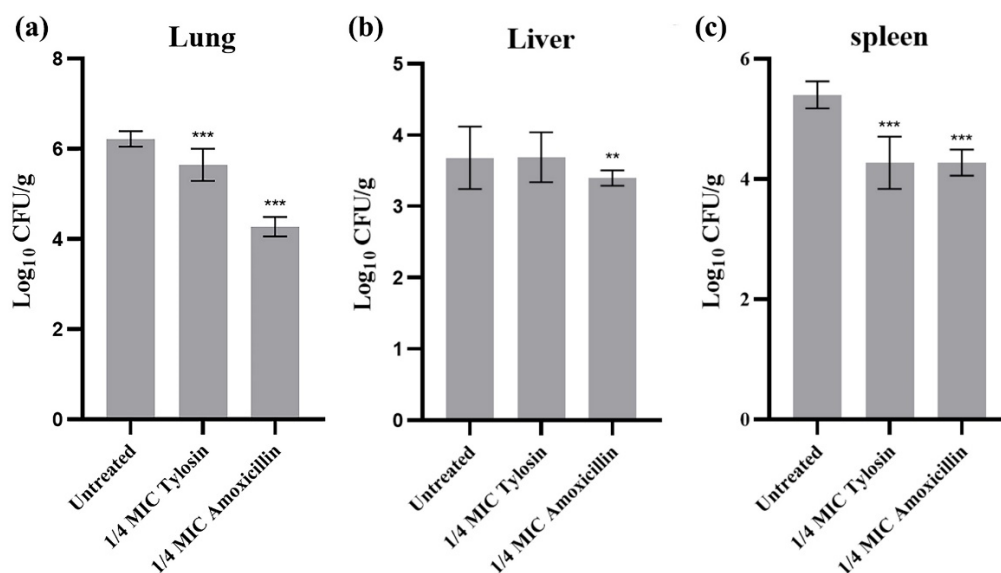 (a)
Lung
Log10 CFU/g
8
6
4
2
0
***
***
Untreated
1/4 MIC Tylosin
1/4 MIC Amoxicillin
(b)
Liver
Log10 CFU/g
5
4
3
2
1
0
**
Untreated
1/4 MIC Tylosin
1/4 MIC Amoxicillin
(c)
spleen
Log10 CFU/g
6
4
2
0
***
***
Untreated
1/4 MIC Tylosin
1/4 MIC Amoxicillin